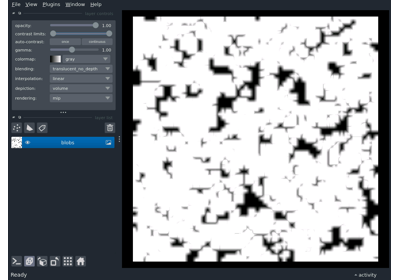 File View Plugins Window Help
opacity: 1.00
contrast limits:
auto-contrast: once continuous
gamma: 1.00
colormap: gray
blending: translucent_no_depth
interpolation: linear
depiction: volume
rendering: mip
blobs
Ready activity